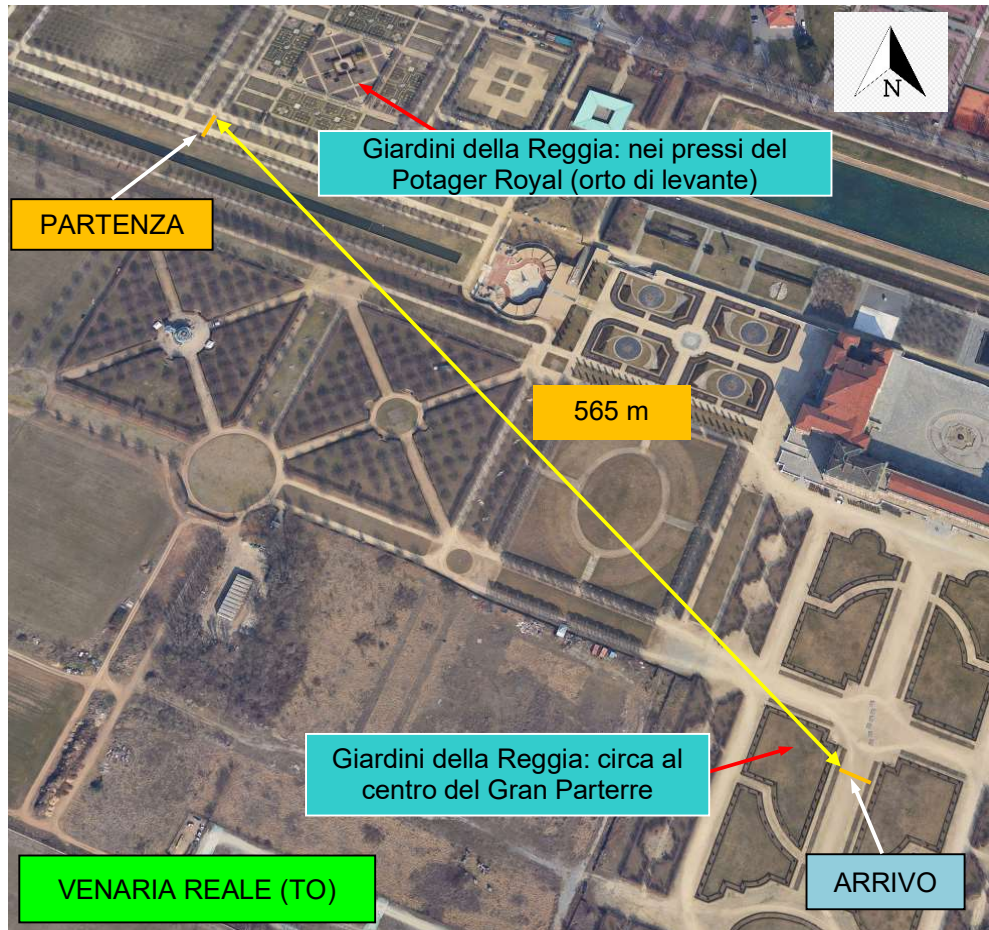 N
Giardini della Reggia: nei pressi del
Potager Royal (orto di levante)
PARTENZA
565 m
Giardini della Reggia: circa al
centro del Gran Parterre
VENARIA REALE (TO)
ARRIVO